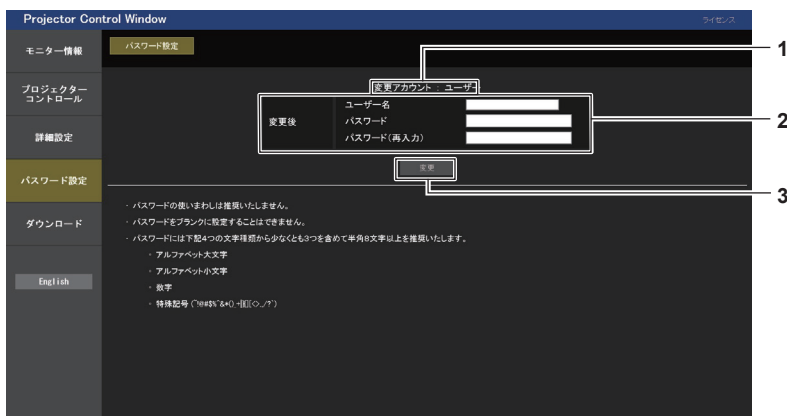 Projector Control Window
ライセンス
モニター情報
パスワード設定
1
プロジェクター
コントロール
変更アカウント : ユーザー
変更後
ユーザー名
パスワード
2
パスワード(再入力)
詳細設定
変更
パスワード設定
3
・ パスワードの使いまわしは推奨いたしません。
・ パスワードをブランクに設定することはできません。
ダウンロード
・ パスワードには下記4つの文字種類から少なくとも3つを含めて半角8文字以上を推奨いたします。
・ アルファベット大文字
・ アルファベット小文字
English
・ 数字
・ 特殊記号